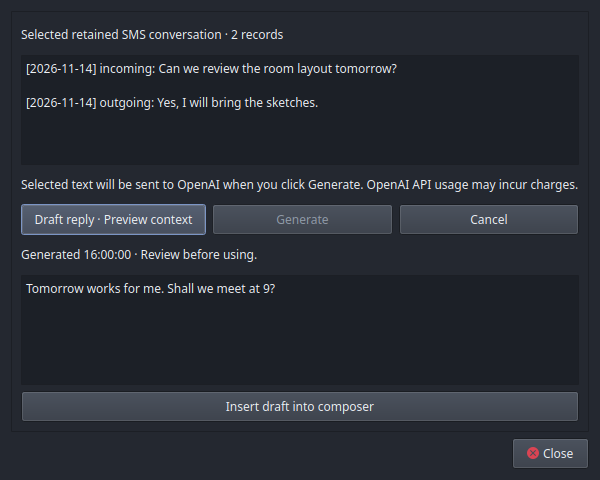 Selected retained SMS conversation · 2 records
[2026-11-14] incoming: Can we review the room layout tomorrow?
[2026-11-14] outgoing: Yes, I will bring the sketches.
Selected text will be sent to OpenAI when you click Generate. OpenAI API usage may incur charges.
Draft reply · Preview context
Generate
Cancel
Generated 16:00:00 · Review before using.
Tomorrow works for me. Shall we meet at 9?
Insert draft into composer
Close